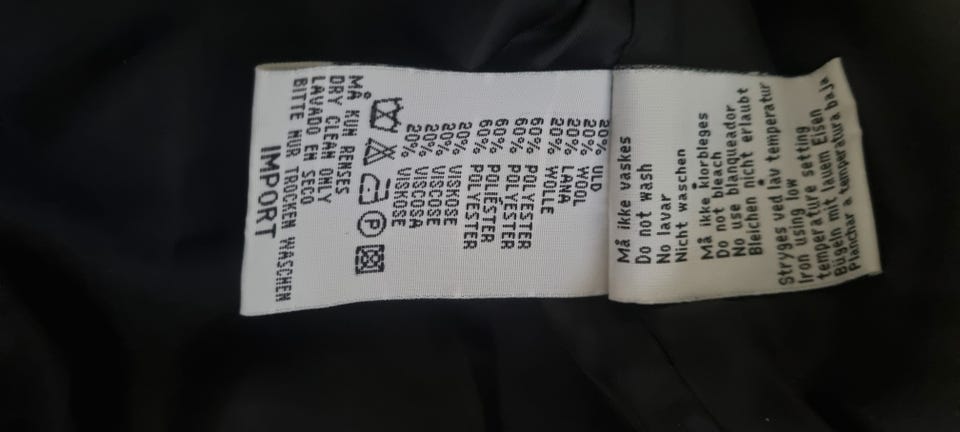 20% ULD
20% WOOL
20% LANA
20% WOLLE
60% POLYESTER
60% POLYESTER
60% POLIÉSTER
60% POLYESTER
20% VISKOSE
20% VISCOSE
20% VISCOSA
20% VISKOSE
MÅ KUN RENSES
DRY CLEAN ONLY
LAVADO EN SECO
BITTE NUR TROCKEN WASCHEN
IMPORT
Må ikke vaskes
Do not wash
No lavar
Nicht waschen
Må ikke klorbleges
Do not bleach
No use blanqueador
Bleichen nicht erlaubt
Stryges ved lav temperatur
Iron using low
temperature setting
Bügein mit lauem Eisen
Planchar a temperatura baja